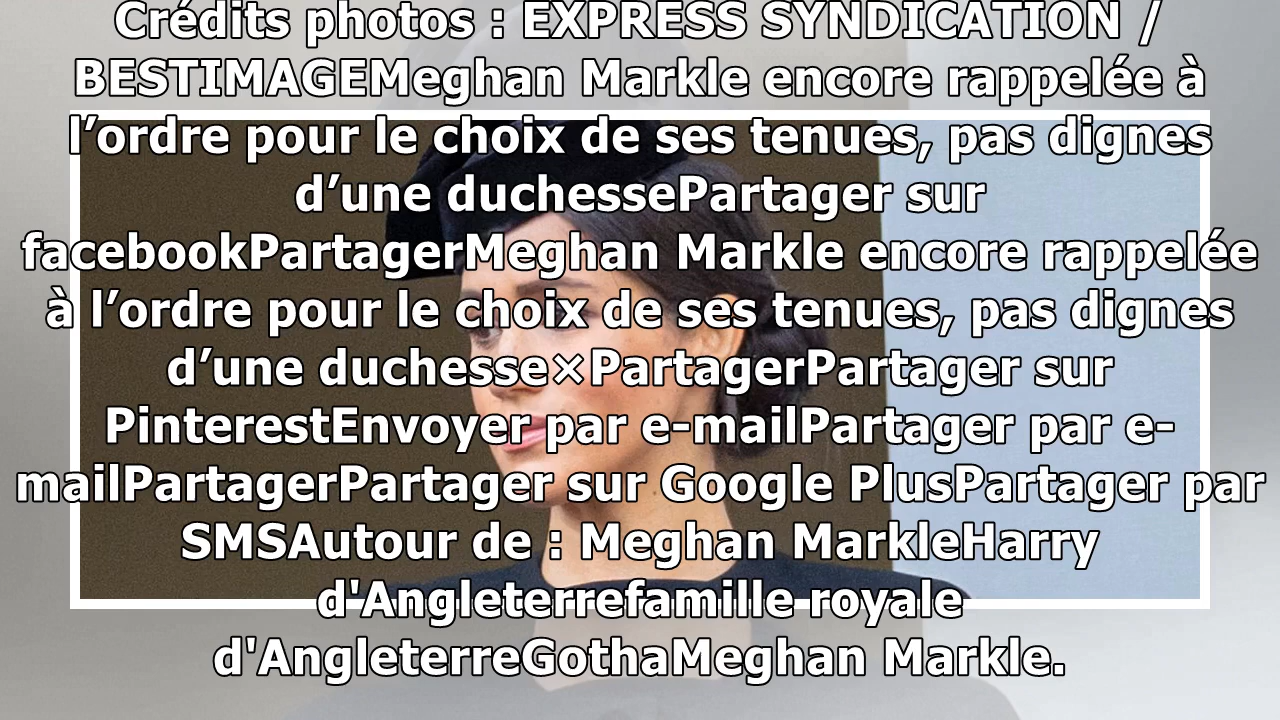 Crédits photos : EXPRESS SYNDICATION /
BESTIMAGEMeghan Markle encore rappelée à
l’ordre pour le choix de ses tenues, pas dignes
d’une duchessePartager sur
facebookPartagerMeghan Markle encore rappelée
à l’ordre pour le choix de ses tenues, pas dignes
d’une duchesse×PartagerPartager sur
PinterestEnvoyer par e-mailPartager par e-
mailPartagerPartager sur Google PlusPartager par
SMSAutour de : Meghan MarkleHarry
d'Angleterrefamille royale
d'AngleterreGothaMeghan Markle.